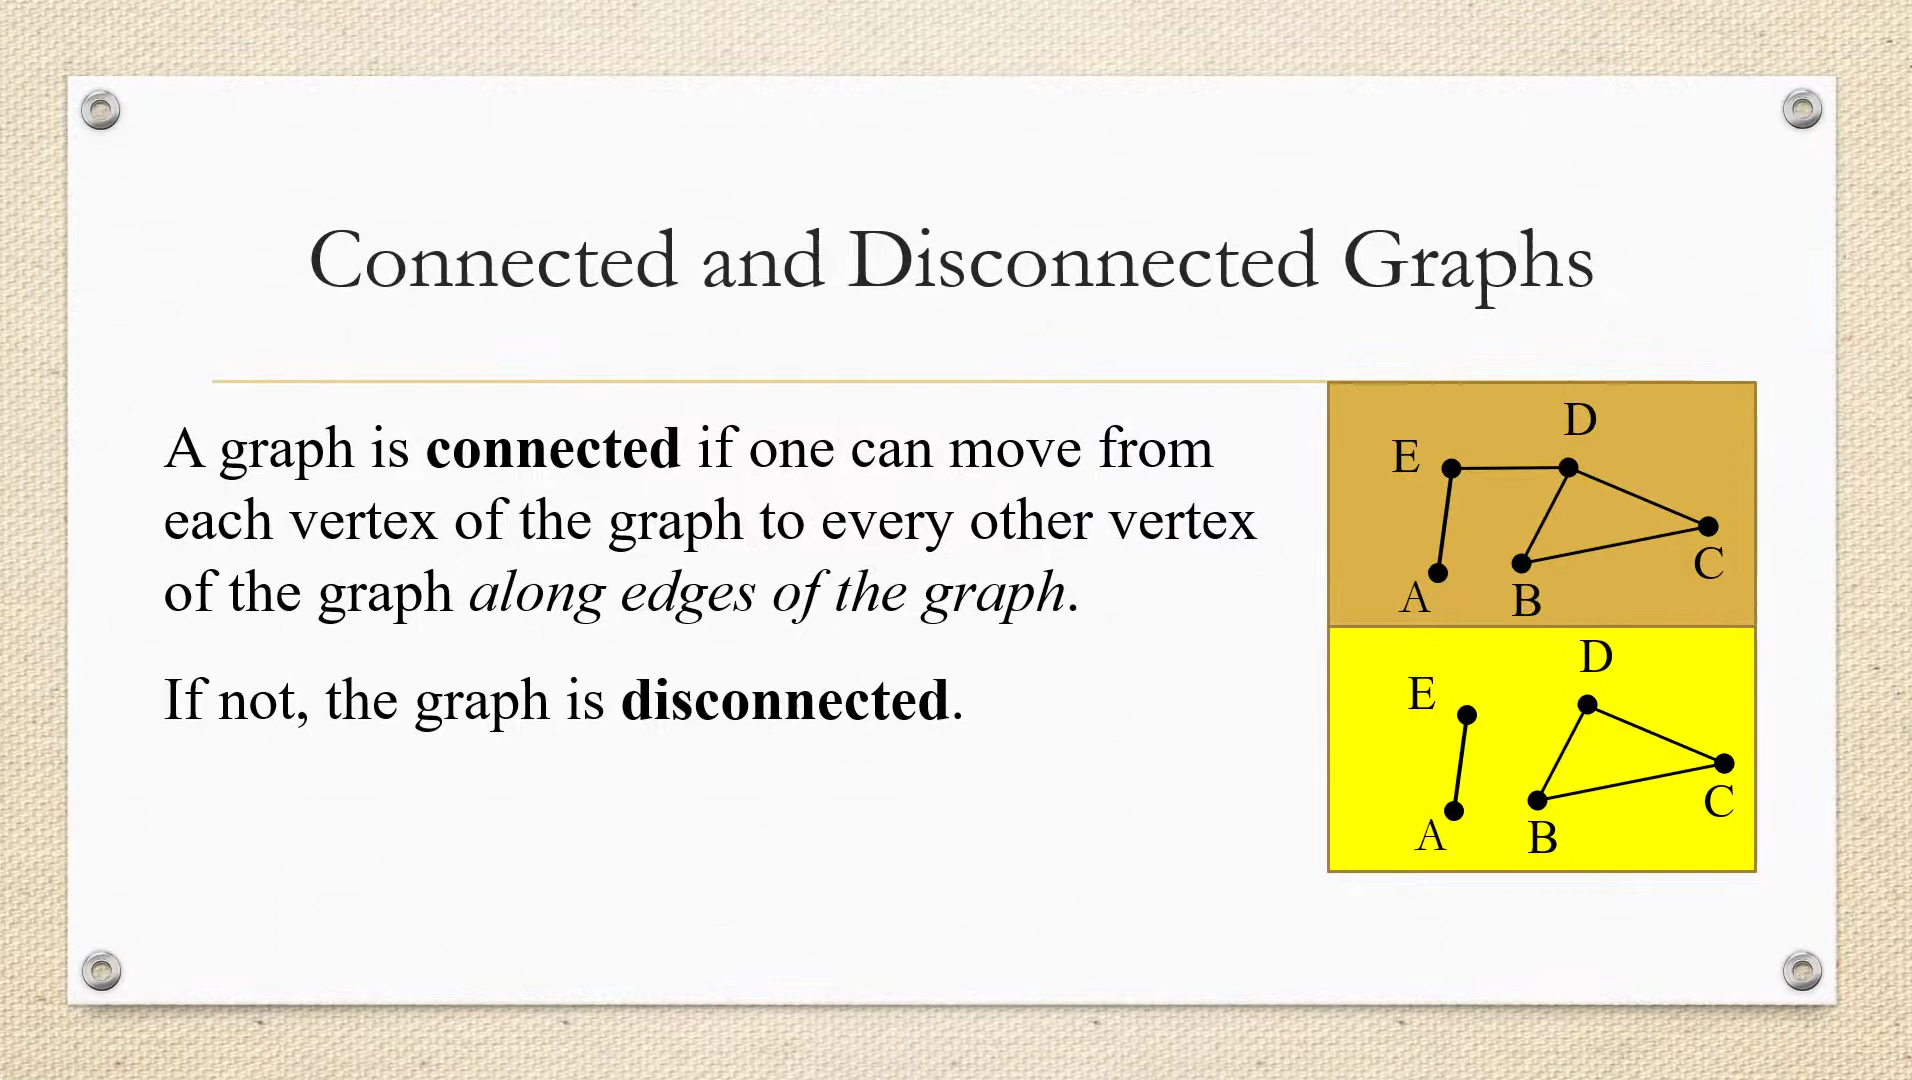 Connected and Disconnected Graphs
A graph is connected if one can move from
each vertex of the graph to every other vertex
of the graph along edges of the graph.
If not, the graph is disconnected.
D
E
C
A
B
D
E
C
A
B